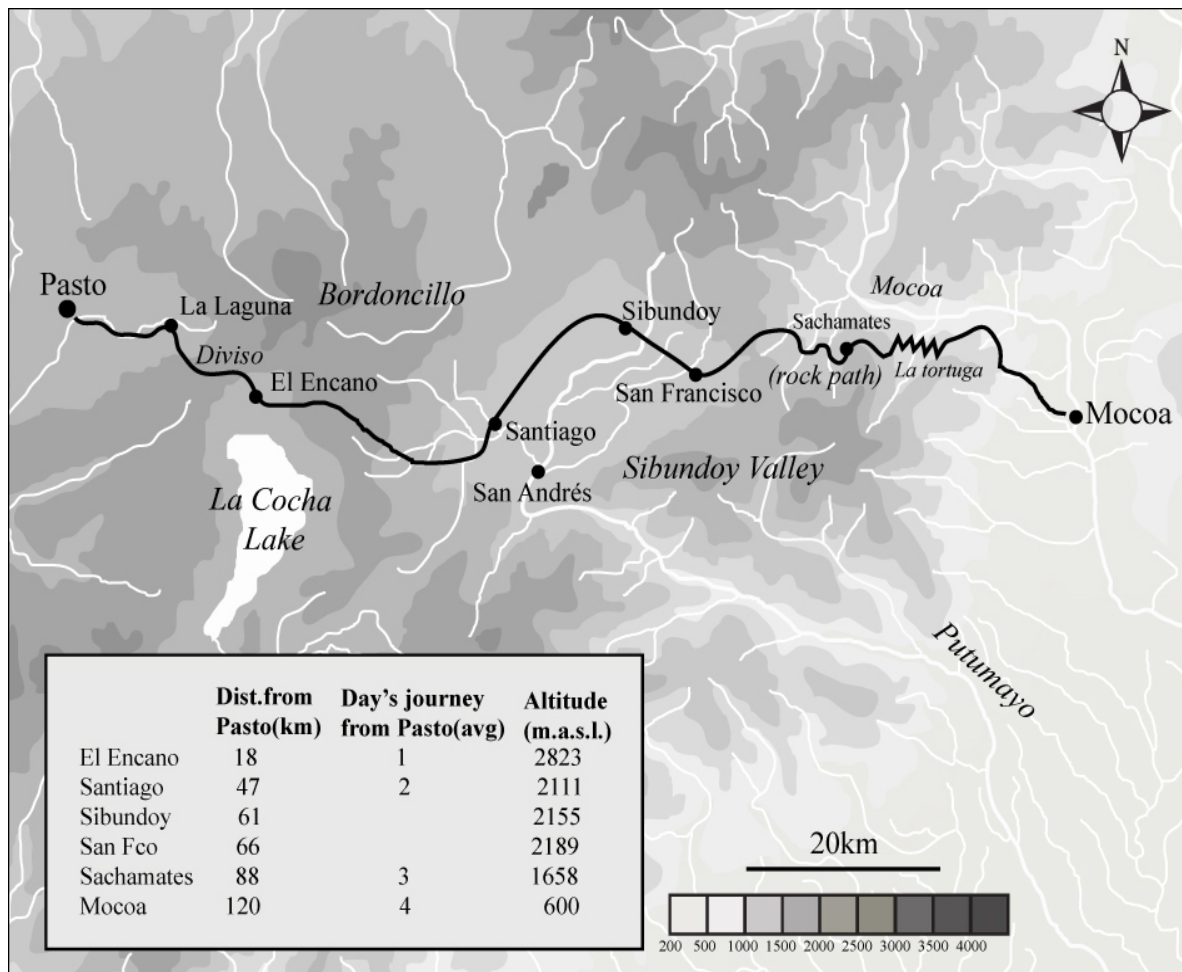 N
Pasto
La Laguna
Bordoncillo
Diviso
El Encano
Mocoa
Sibundoy
Sachamates
(rock path)
La tortuga
San Francisco
Mocoa
Santiago
San Andrés
Sibundoy Valley
La Cocha
Lake
Putumayo
Dist.from Day's journey Altitude
Pasto(km) from Pasto(avg) (m.a.s.l.)
El Encano 18 1 2823
Santiago 47 2 2111
Sibundoy 61 2155
San Fco 66 2189
Sachamates 88 3 1658
Mocoa 120 4 600
20km
200 500 1000 1500 2000 2500 3000 3500 4000